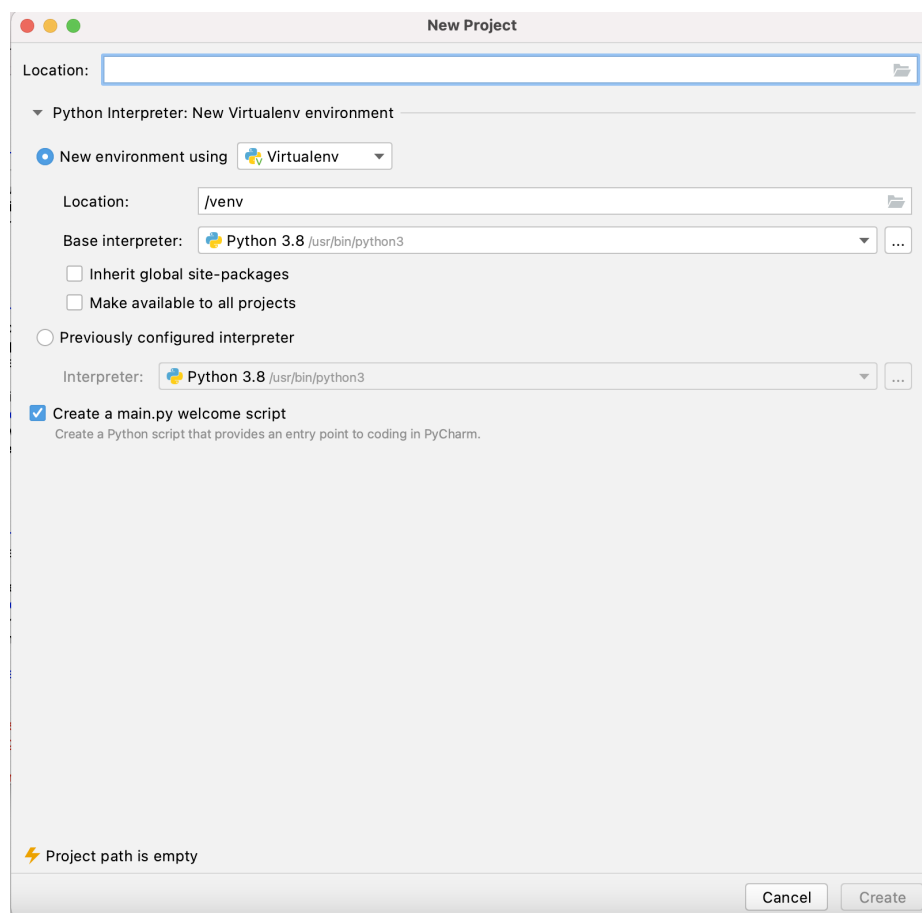 New Project
Location:
Python Interpreter: New Virtualenv environment
New environment using Virtualenv
Location: /venv
Base interpreter: Python 3.8 /usr/bin/python3 ...
Inherit global site-packages
Make available to all projects
Previously configured interpreter
Interpreter: Python 3.8 /usr/bin/python3 ...
Create a main.py welcome script
Create a Python script that provides an entry point to coding in PyCharm.
Project path is empty
Cancel Create